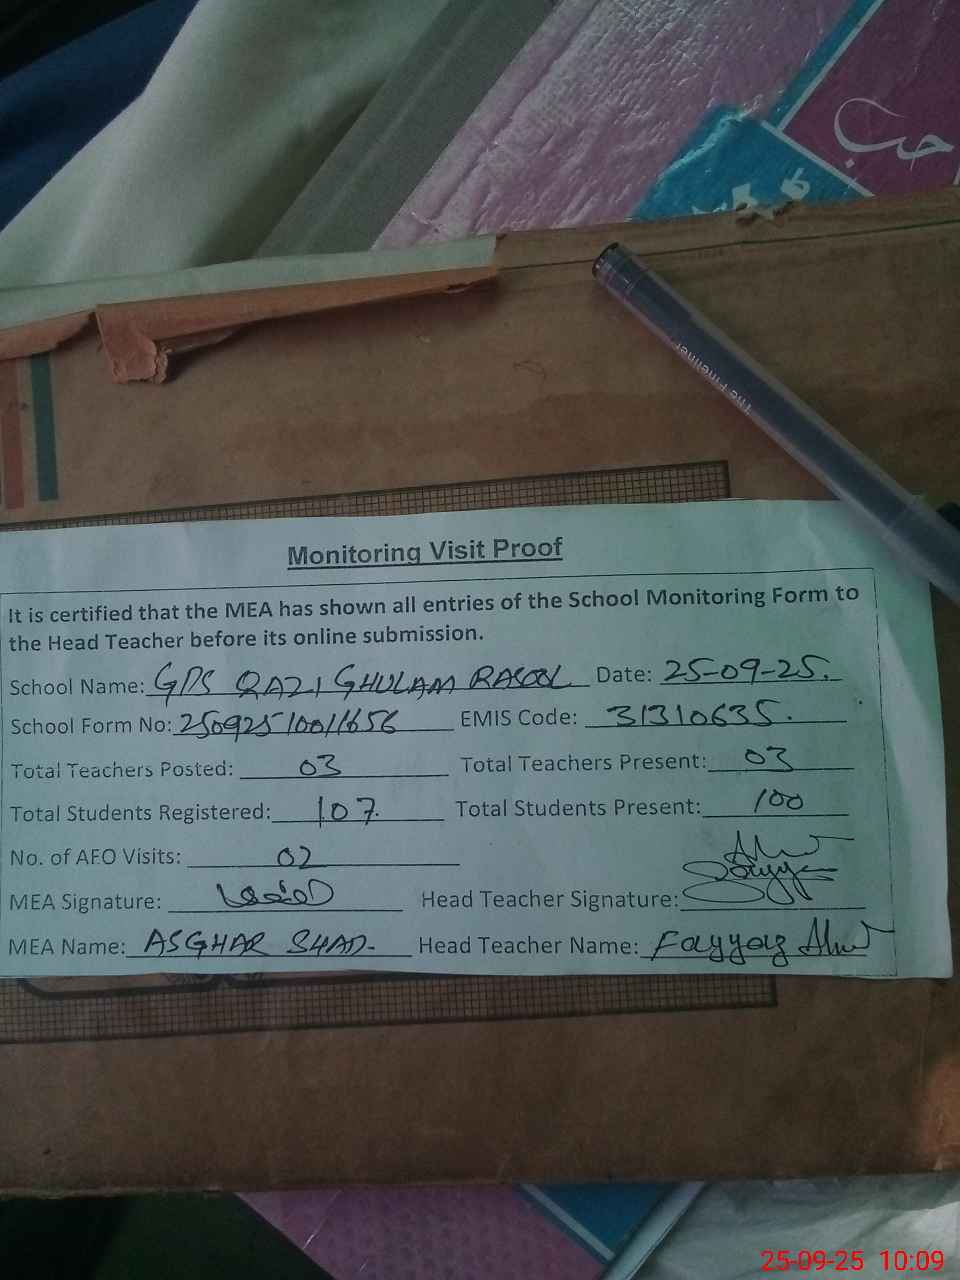 حب
The Fineliner
Monitoring Visit Proof
It is certified that the MEA has shown all entries of the School Monitoring Form to
the Head Teacher before its online submission.
School Name: GPS QAZI GHULAM RASOOL Date: 25-09-25.
School Form No: 25092510011656 EMIS Code: 31310635.
Total Teachers Posted: 03 Total Teachers Present: 03
Total Students Registered: 107 Total Students Present: 100
No. of AEO Visits: 02
MEA Signature: Head Teacher Signature:
MEA Name: ASGHAR SHAD- Head Teacher Name: Fayyaz
25-09-25 10:09